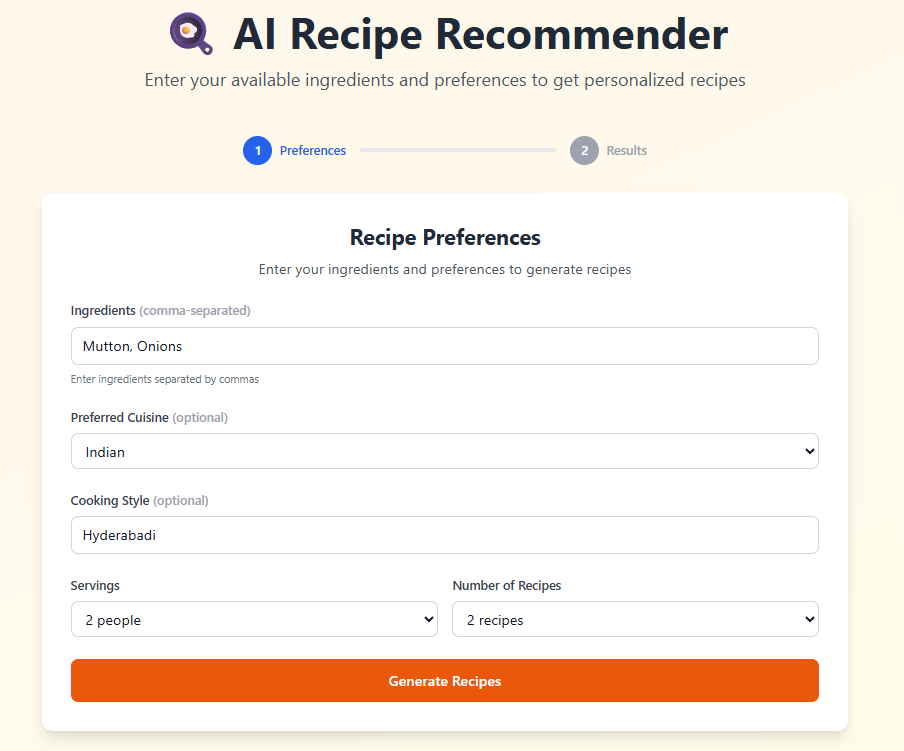 AI Recipe Recommender
Enter your available ingredients and preferences to get personalized recipes
1 Preferences 2 Results
Recipe Preferences
Enter your ingredients and preferences to generate recipes
Ingredients (comma-separated)
Mutton, Onions
Enter ingredients separated by commas
Preferred Cuisine (optional)
Indian
Cooking Style (optional)
Hyderabadi
Servings Number of Recipes
2 people 2 recipes
Generate Recipes